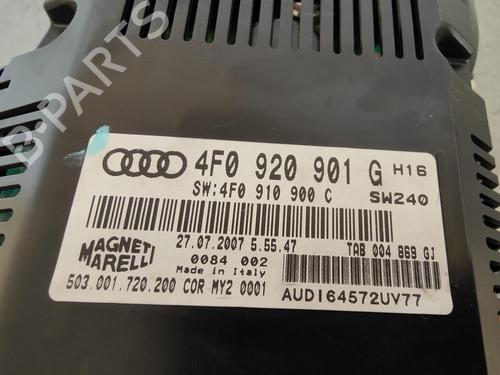 B-PARTS
4F0 920 901 G H16
SW:4F0 910 900 C SW240
27.07.2007 5.55.47 TAB 004 869 GJ
MAGNETI MARELLI 0084 002
Made in Italy
503.001.720.200 COR MY2 0001 AUDI64572UV77